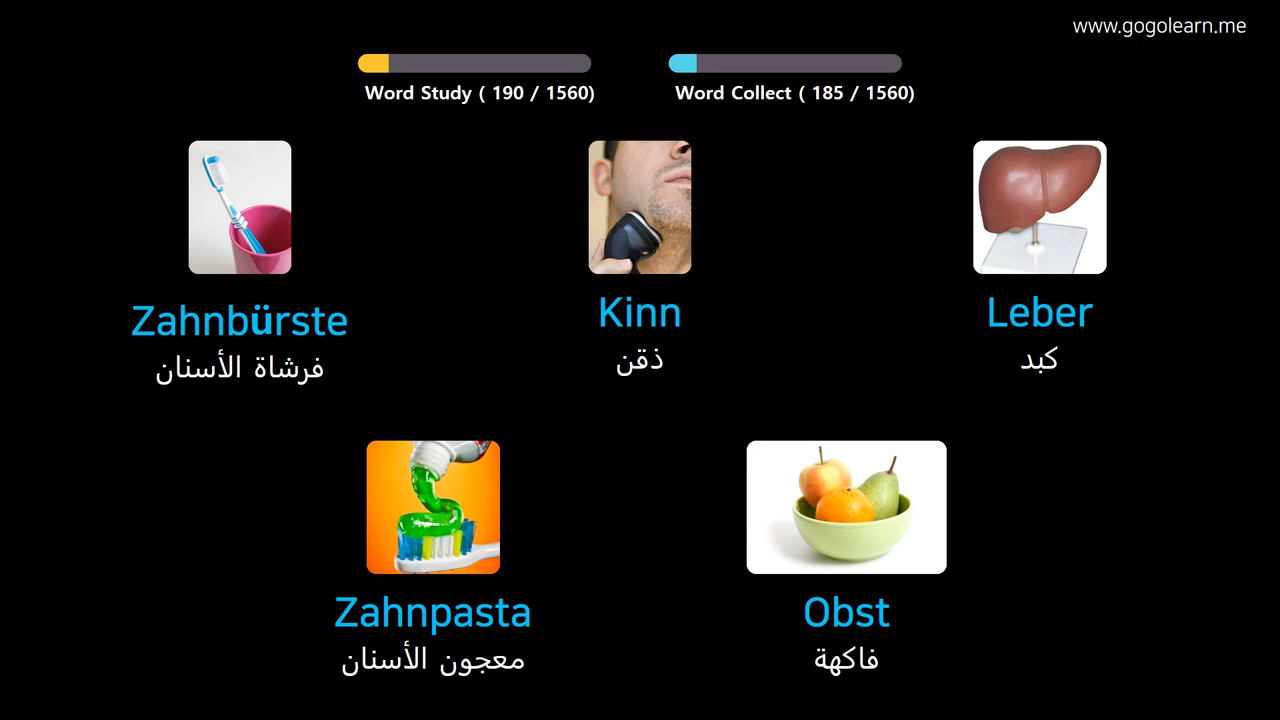 www.gogolearn.me
Word Study ( 190 / 1560)
Word Collect ( 185 / 1560)
Zahnbürste
فرشاة الأسنان
Kinn
ذقن
Leber
كبد
Zahnpasta
معجون الأسنان
Obst
فاكهة